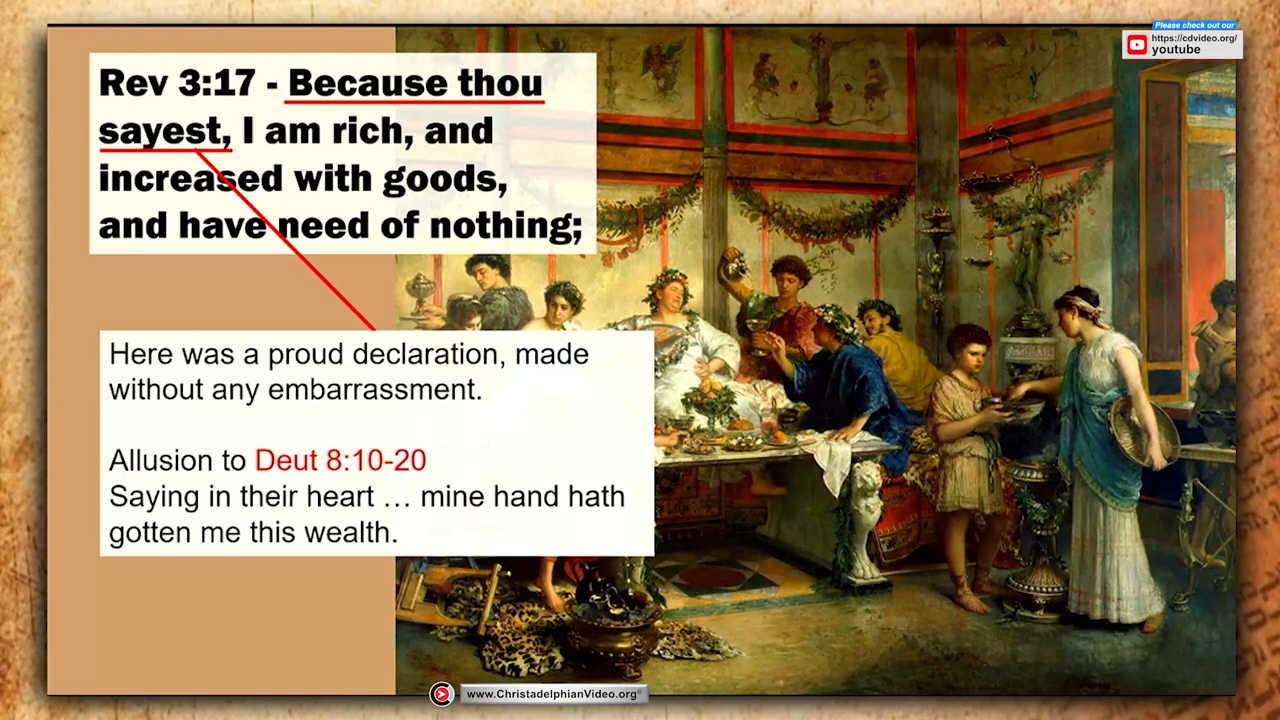 Please check out our
https://cdvideo.org/
youtube
Rev 3:17 - Because thou
sayest, I am rich, and
increased with goods,
and have need of nothing;
Here was a proud declaration, made
without any embarrassment.
Allusion to Deut 8:10-20
Saying in their heart … mine hand hath
gotten me this wealth.
www.ChristadelphianVideo.org